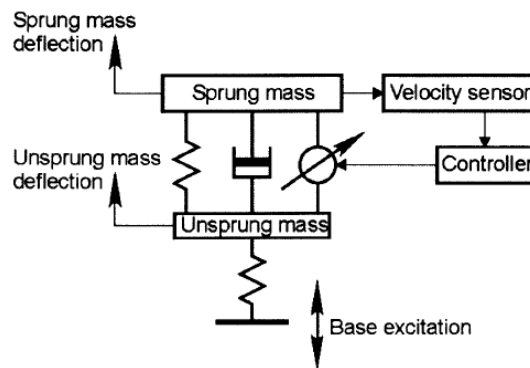 Sprung mass
deflection
Sprung mass
Velocity sensor
Unsprung mass
deflection
Controller
Unsprung mass
Base excitation